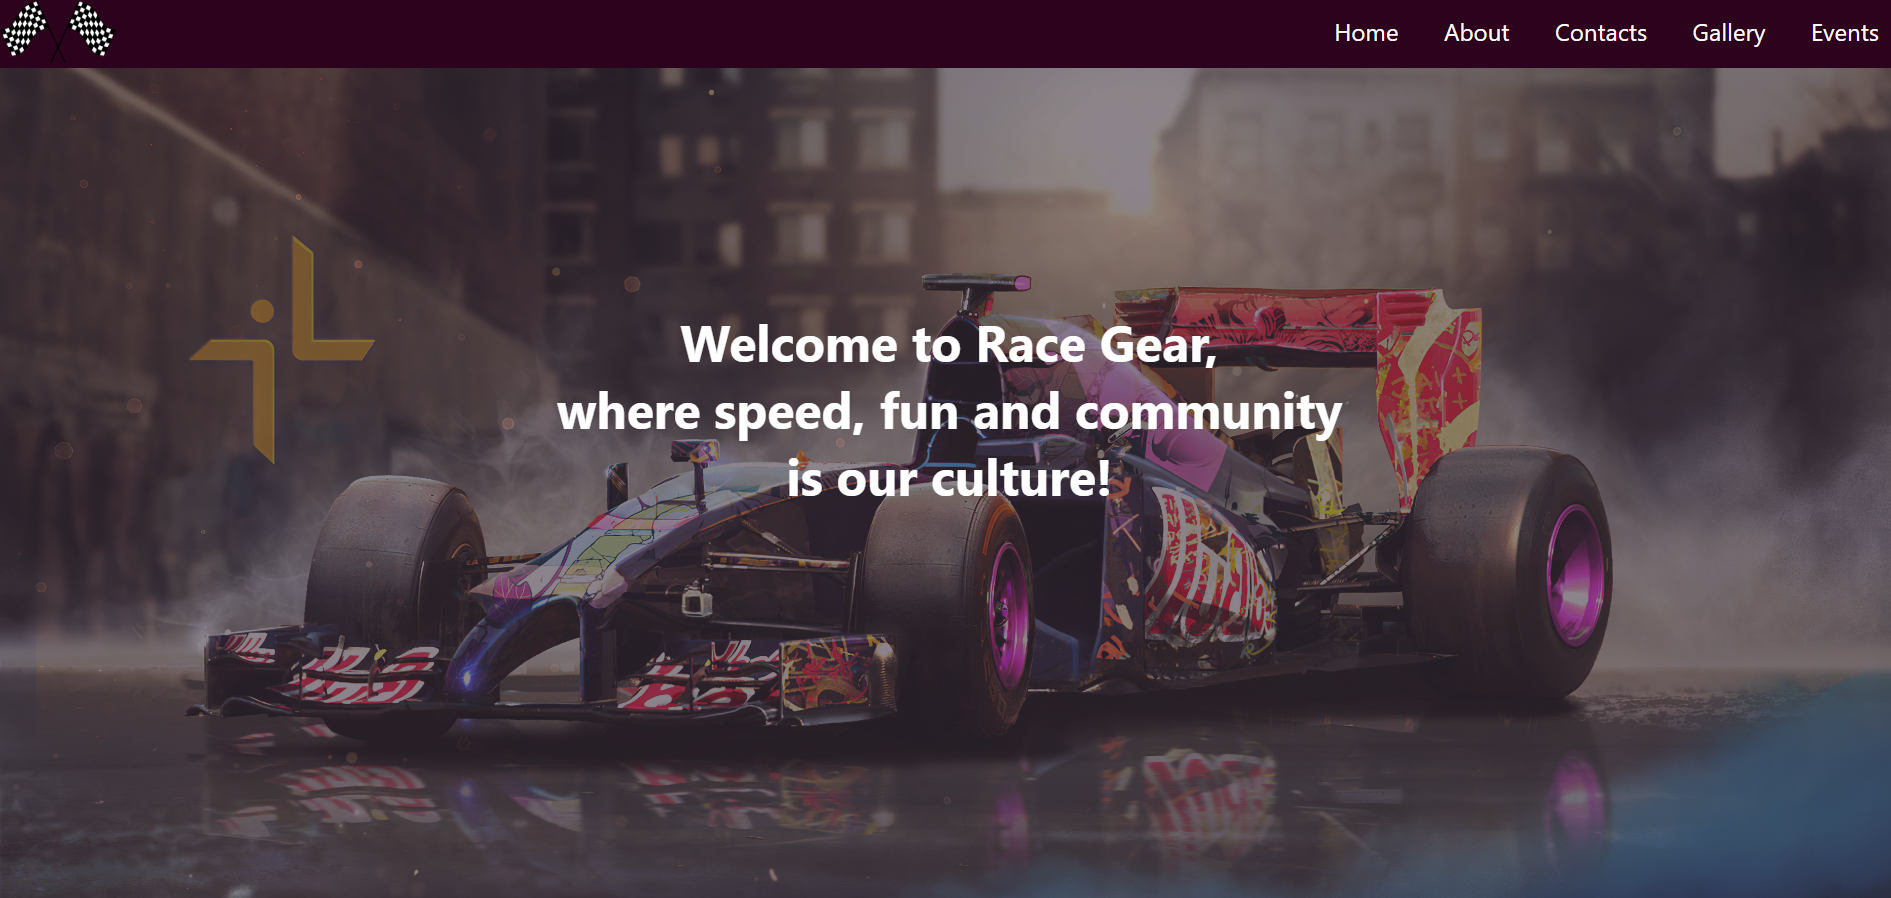 Home About Contacts Gallery Events
Welcome to Race Gear,
where speed, fun and community
is our culture!